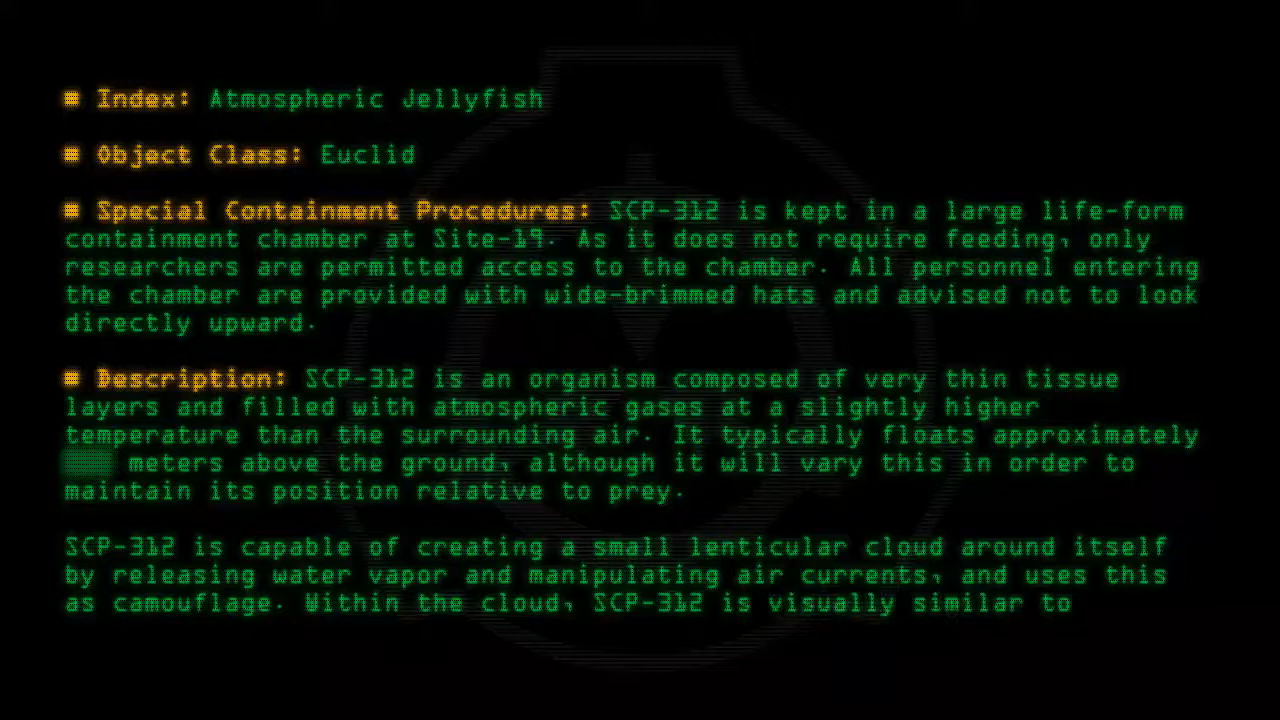 ■ Index: Atmospheric Jellyfish
■ Object Class: Euclid
■ Special Containment Procedures: SCP-312 is kept in a large life-form
containment chamber at Site-19. As it does not require feeding, only
researchers are permitted access to the chamber. All personnel entering
the chamber are provided with wide-brimmed hats and advised not to look
directly upward.
■ Description: SCP-312 is an organism composed of very thin tissue
layers and filled with atmospheric gases at a slightly higher
temperature than the surrounding air. It typically floats approximately
███ meters above the ground, although it will vary this in order to
maintain its position relative to prey.
SCP-312 is capable of creating a small lenticular cloud around itself
by releasing water vapor and manipulating air currents, and uses this
as camouflage. Within the cloud, SCP-312 is visually similar to